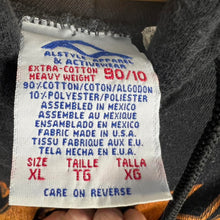 ALSTYLE APPAREL
& ACTIVEWEAR
EXTRA-COTTON
HEAVY WEIGHT 90/10
90% COTTON/COTON/ALGODON
10% POLYESTER/POLIESTER
ASSEMBLED IN MEXICO
ASSEMBLE AU MEXIQUE
ENSAMBLADO EN MEXICO
FABRIC MADE IN U.S.A.
TISSU FABRIQUE AUX E.U.
TELA HECHA EN E.U.A.
SIZE TAILLE TALLA
XL TG XG
CARE ON REVERSE